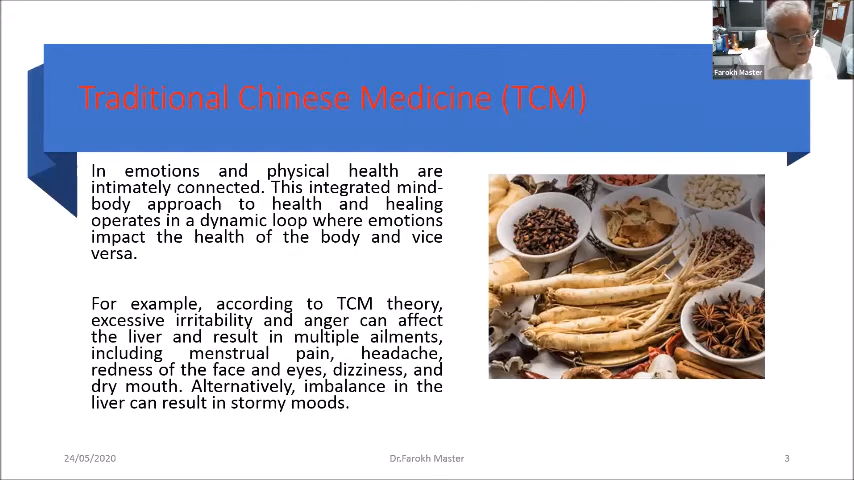 Farokh Master
Traditional Chinese Medicine (TCM)
In emotions and physical health are
intimately connected. This integrated mind-
body approach to health and healing
operates in a dynamic loop where emotions
impact the health of the body and vice
versa.
For example, according to TCM theory,
excessive irritability and anger can affect
the liver and result in multiple ailments,
including menstrual pain, headache,
redness of the face and eyes, dizziness, and
dry mouth. Alternatively, imbalance in the
liver can result in stormy moods.
24/05/2020
Dr.Farokh Master
3